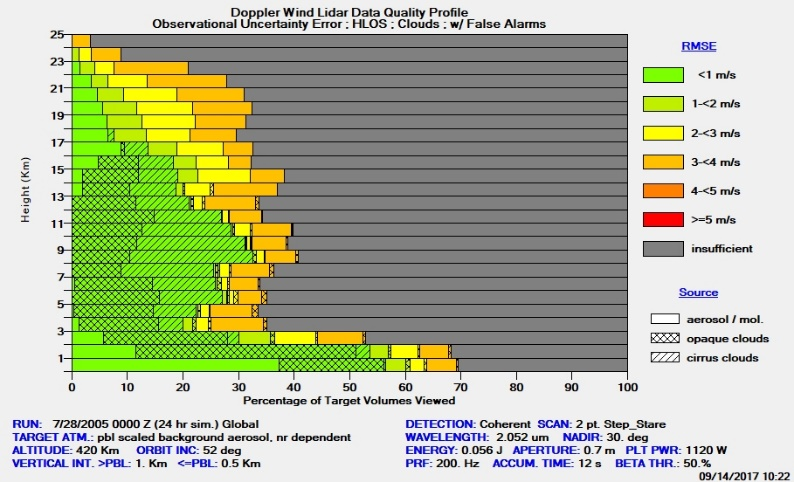 Doppler Wind Lidar Data Quality Profile
Observational Uncertainty Error ; HLOS ; Clouds ; w/ False Alarms
RMSE
<1 m/s
1-<2 m/s
2-<3 m/s
3-<4 m/s
4-<5 m/s
>=5 m/s
insufficient
Source
aerosol / mol.
opaque clouds
cirrus clouds
Height (Km)
25
23
21
19
17
15
13
11
9
7
5
3
1
0 10 20 30 40 50 60 70 80 90 100
Percentage of Target Volumes Viewed
RUN: 7/28/2005 0000 Z (24 hr sim.) Global
TARGET ATM.: pbl scaled background aerosol, nr dependent
ALTITUDE: 420 Km ORBIT INC: 52 deg
VERTICAL INT. >PBL: 1. Km <=PBL: 0.5 Km
DETECTION: Coherent SCAN: 2 pt. Step_Stare
WAVELENGTH: 2.052 um NADIR: 30. deg
ENERGY: 0.056 J APERTURE: 0.7 m PLT PWR: 1120 W
PRF: 200. Hz ACCUM. TIME: 12 s BETA THR.: 50.%
09/14/2017 10:22